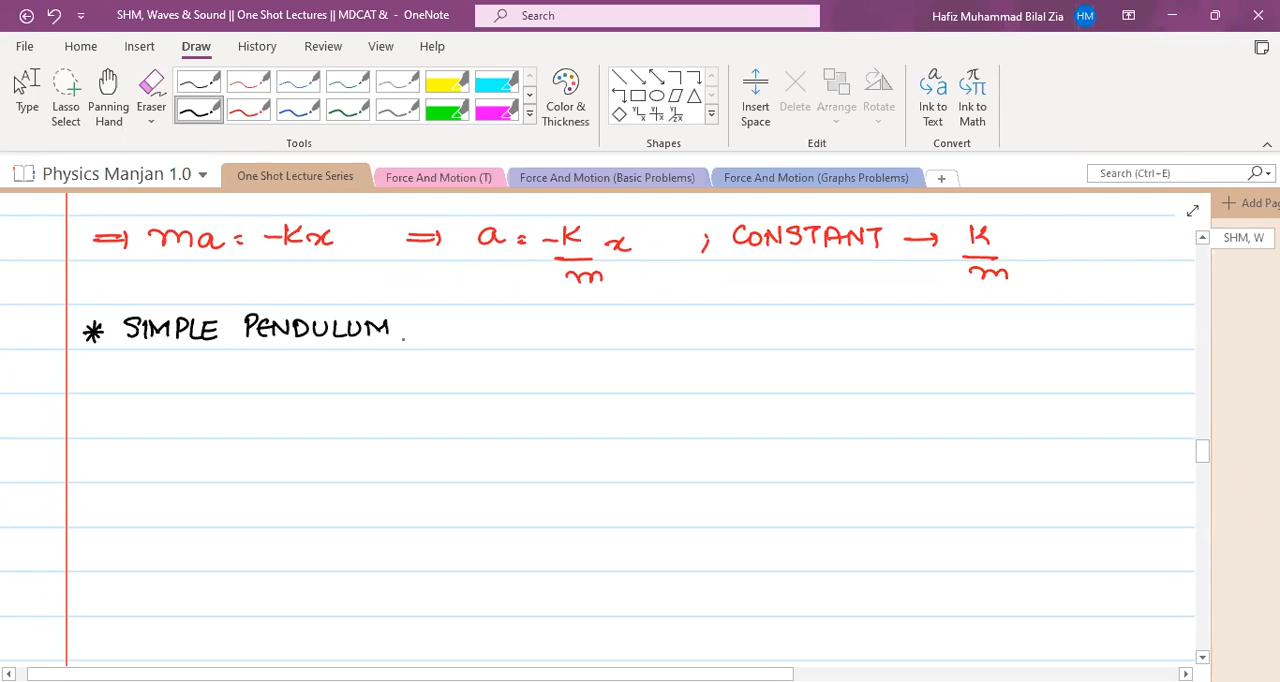 SHM, Waves & Sound || One Shot Lectures || MDCAT & - OneNote
Search
Hafiz Muhammad Bilal Zia HM
File Home Insert Draw History Review View Help
Type Lasso Select Panning Hand Eraser Color & Thickness Insert Space Delete Arrange Rotate Ink to Text Ink to Math
Tools Shapes Edit Convert
Physics Manjan 1.0 One Shot Lecture Series Force And Motion (T) Force And Motion (Basic Problems) Force And Motion (Graphs Problems) Search (Ctrl+E)
Add Pag
SHM, W
⇒ ma = -Kx ⇒ a = -K/m x ; CONSTANT → K/m
* SIMPLE PENDULUM .